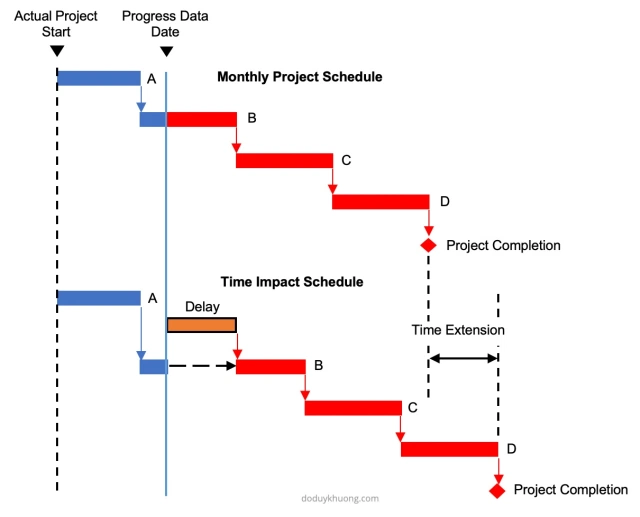 Actual Project
Start
Progress Data
Date
A
Monthly Project Schedule
B
C
D
Project Completion
Time Impact Schedule
A
Delay
Time Extension
B
C
D
Project Completion
doduykhuong.com